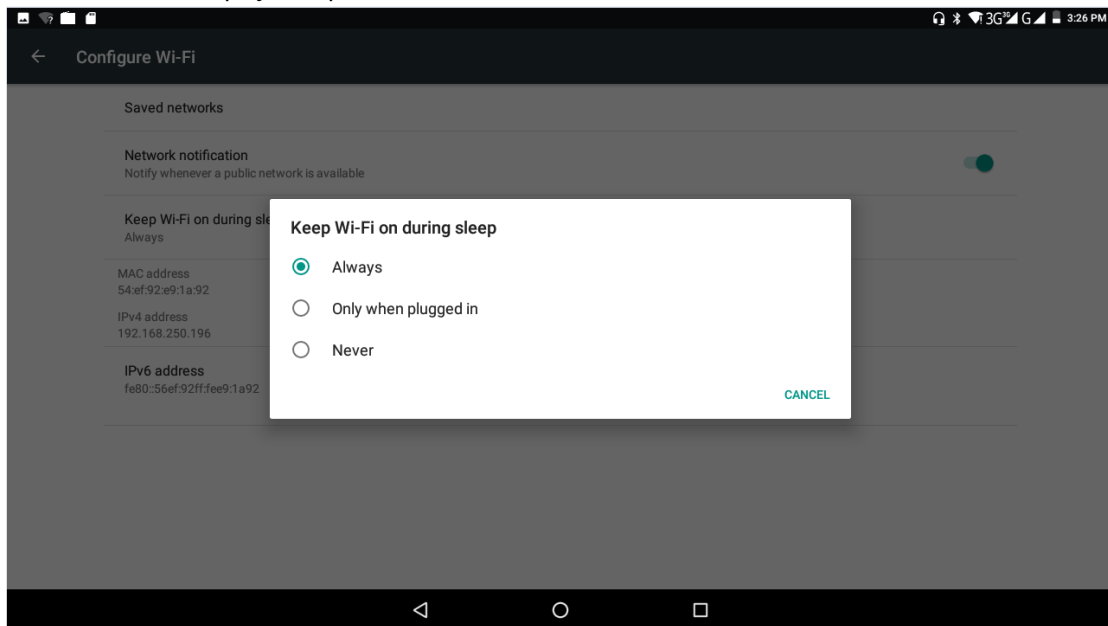 3G 3G G 3:26 PM
Configure Wi-Fi
Saved networks
Network notification
Notify whenever a public network is available
Keep Wi-Fi on during sle
Always
MAC address
54:ef:92:e9:1a:92
IPv4 address
192.168.250.196
IPv6 address
fe80::56ef:92ff:fee9:1a92
Keep Wi-Fi on during sleep
Always
Only when plugged in
Never
CANCEL